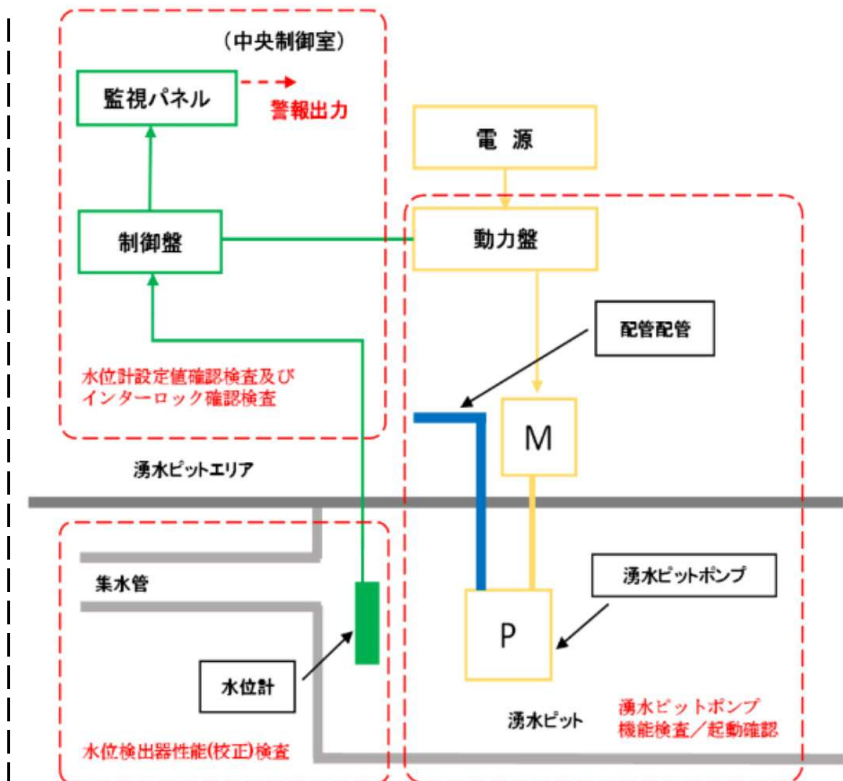 (中央制御室)
監視パネル
警報出力
電 源
制御盤
動力盤
配管配管
水位計設定値確認検査及び
インターロック確認検査
M
湧水ピットエリア
集水管
湧水ピットポンプ
P
水位計
湧水ピット
湧水ピットポンプ
機能検査/起動確認
水位検出器性能(校正)検査